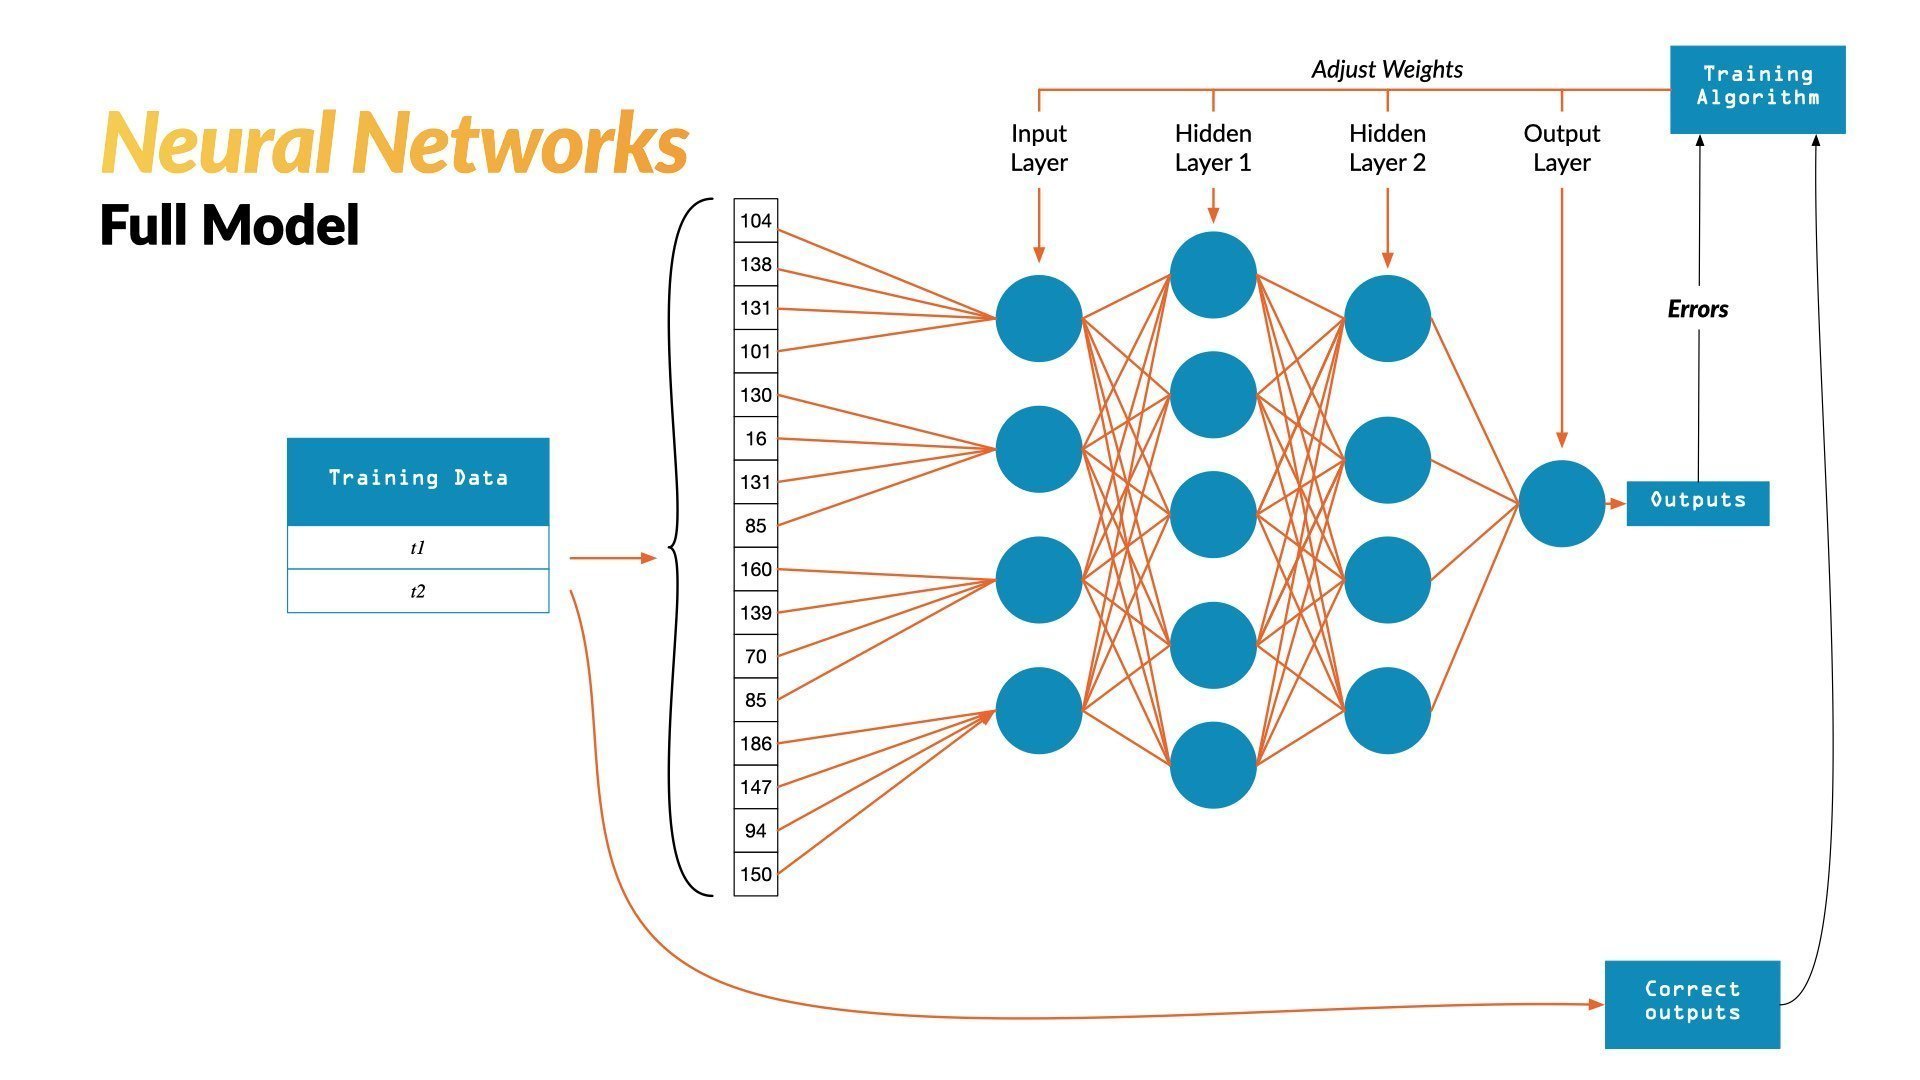 Neural Networks
Full Model
Adjust Weights
Training
Algorithm
Input
Layer
Hidden
Layer 1
Hidden
Layer 2
Output
Layer
104
138
131
101
130
16
131
85
160
139
70
85
186
147
94
150
Training Data
t1
t2
Errors
Outputs
Correct
outputs